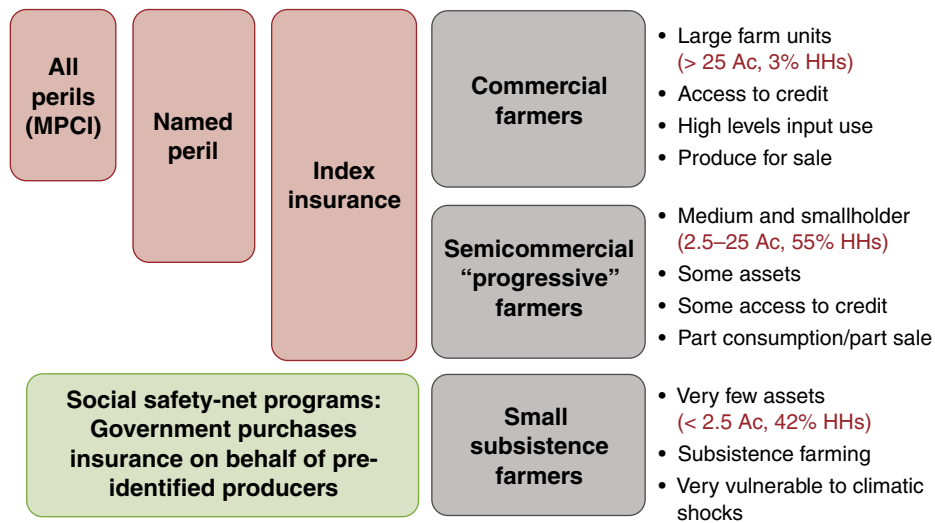 All
perils
(MPCI)
Named
peril
Index
insurance
Commercial
farmers
• Large farm units
(> 25 Ac, 3% HHs)
• Access to credit
• High levels input use
• Produce for sale
Semicommercial
“progressive”
farmers
• Medium and smallholder
(2.5–25 Ac, 55% HHs)
• Some assets
• Some access to credit
• Part consumption/part sale
Social safety-net programs:
Government purchases
insurance on behalf of pre-
identified producers
Small
subsistence
farmers
• Very few assets
(< 2.5 Ac, 42% HHs)
• Subsistence farming
• Very vulnerable to climatic
shocks